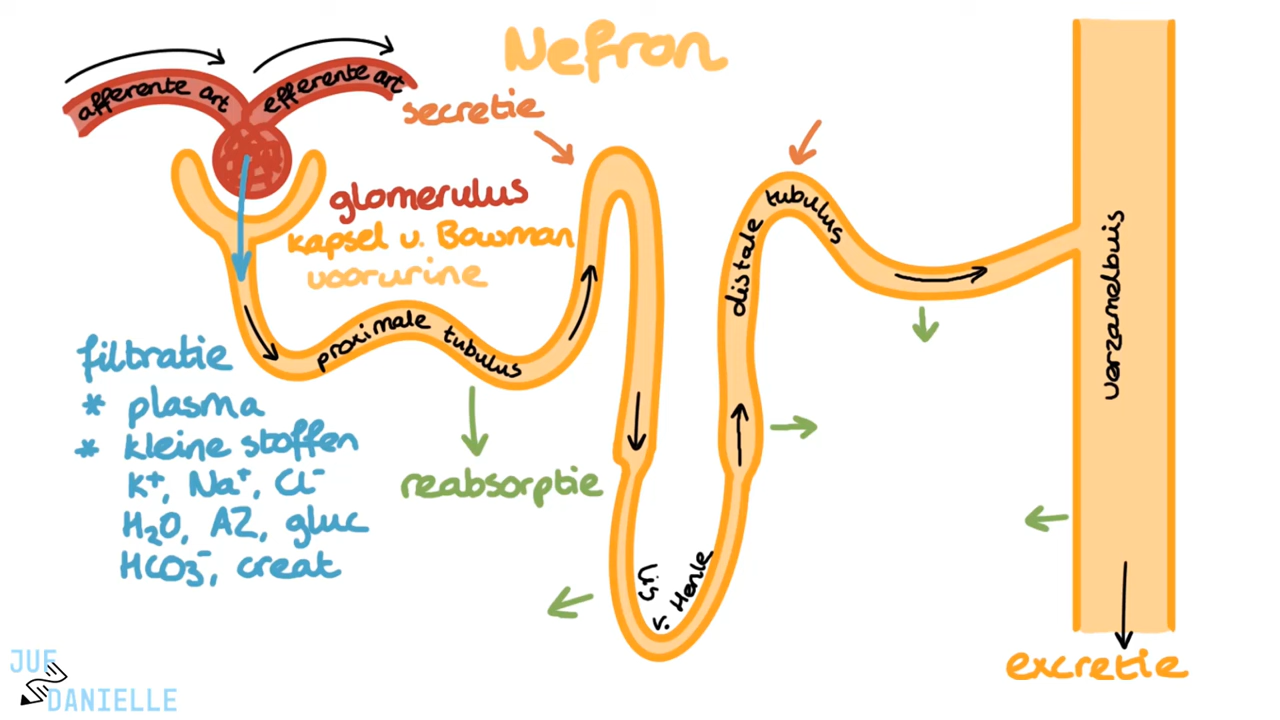 Nefron
afferente art
efferente art
secretie
glomerulus
kapsel v. Bowman
voorurine
proximale tubulus
distale tubulus
verzamelbuis
filtratie
* plasma
* kleine stoffen
K⁺, Na⁺, Cl⁻
H₂O, AZ, gluc
HCO₃⁻, creat
reabsorptie
lis v. Henle
excretie
JUF
DANIELLE